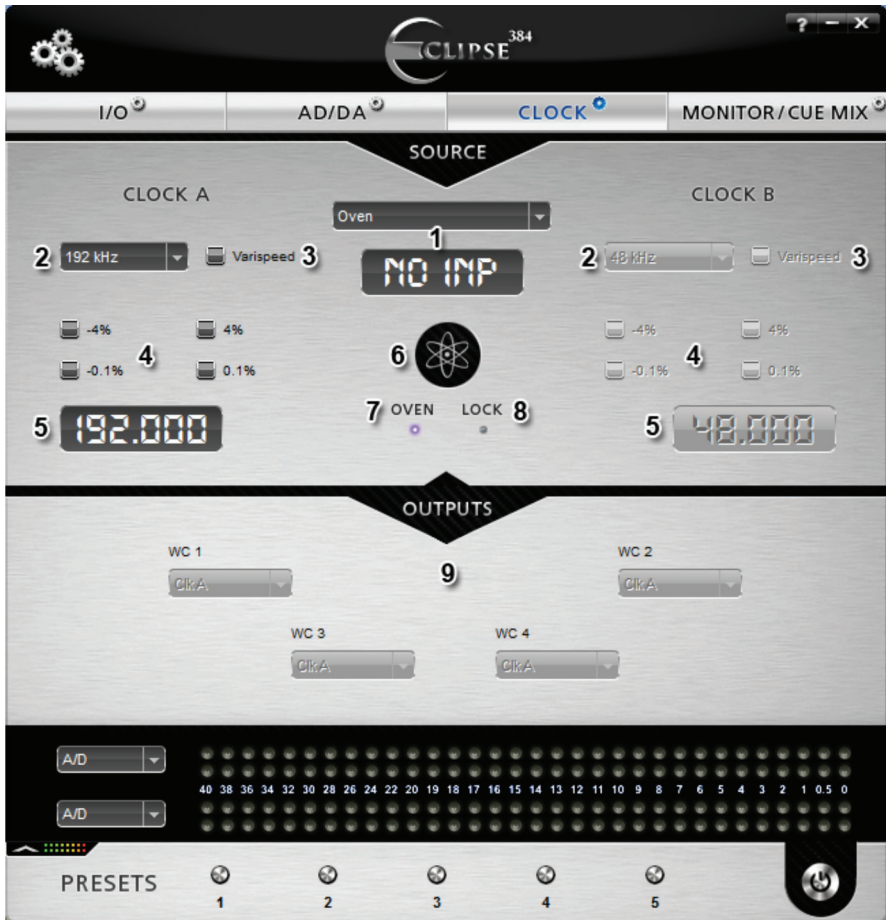 ? – X
ECLIPSE 384
I/O AD/DA CLOCK MONITOR/CUE MIX
SOURCE
CLOCK A
CLOCK B
Oven
1
2 192 kHz Varispeed 3
NO INP
2 48 kHz Varispeed 3
-4% 4%
4
-0.1% 0.1%
6
-4% 4%
4
-0.1% 0.1%
7 OVEN LOCK 8
5 192.000
5 48.000
OUTPUTS
9
WC 1
ClkA
WC 2
ClkA
WC 3
ClkA
WC 4
ClkA
A/D
40 38 36 34 32 30 28 26 24 22 20 19 18 17 16 15 14 13 12 11 10 9 8 7 6 5 4 3 2 1 0.5 0
A/D
PRESETS
1 2 3 4 5